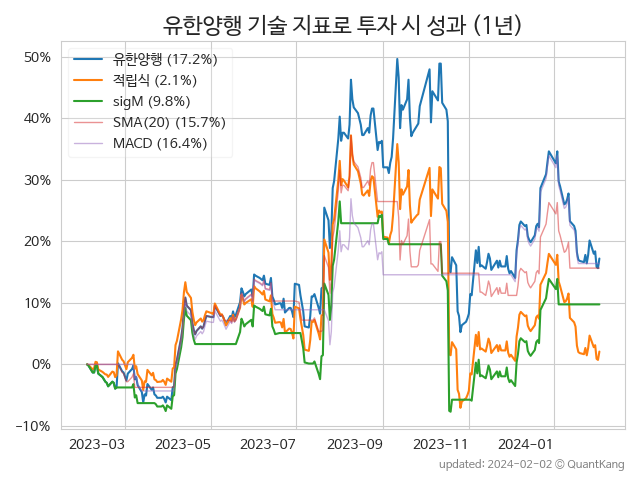 유한양행 기술 지표로 투자 시 성과 (1년)
유한양행 (17.2%)
적립식 (2.1%)
sigM (9.8%)
SMA(20) (15.7%)
MACD (16.4%)
50%
40%
30%
20%
10%
0%
−10%
2023−03 2023−05 2023−07 2023−09 2023−11 2024−01
updated: 2024−02−02 © QuantKang